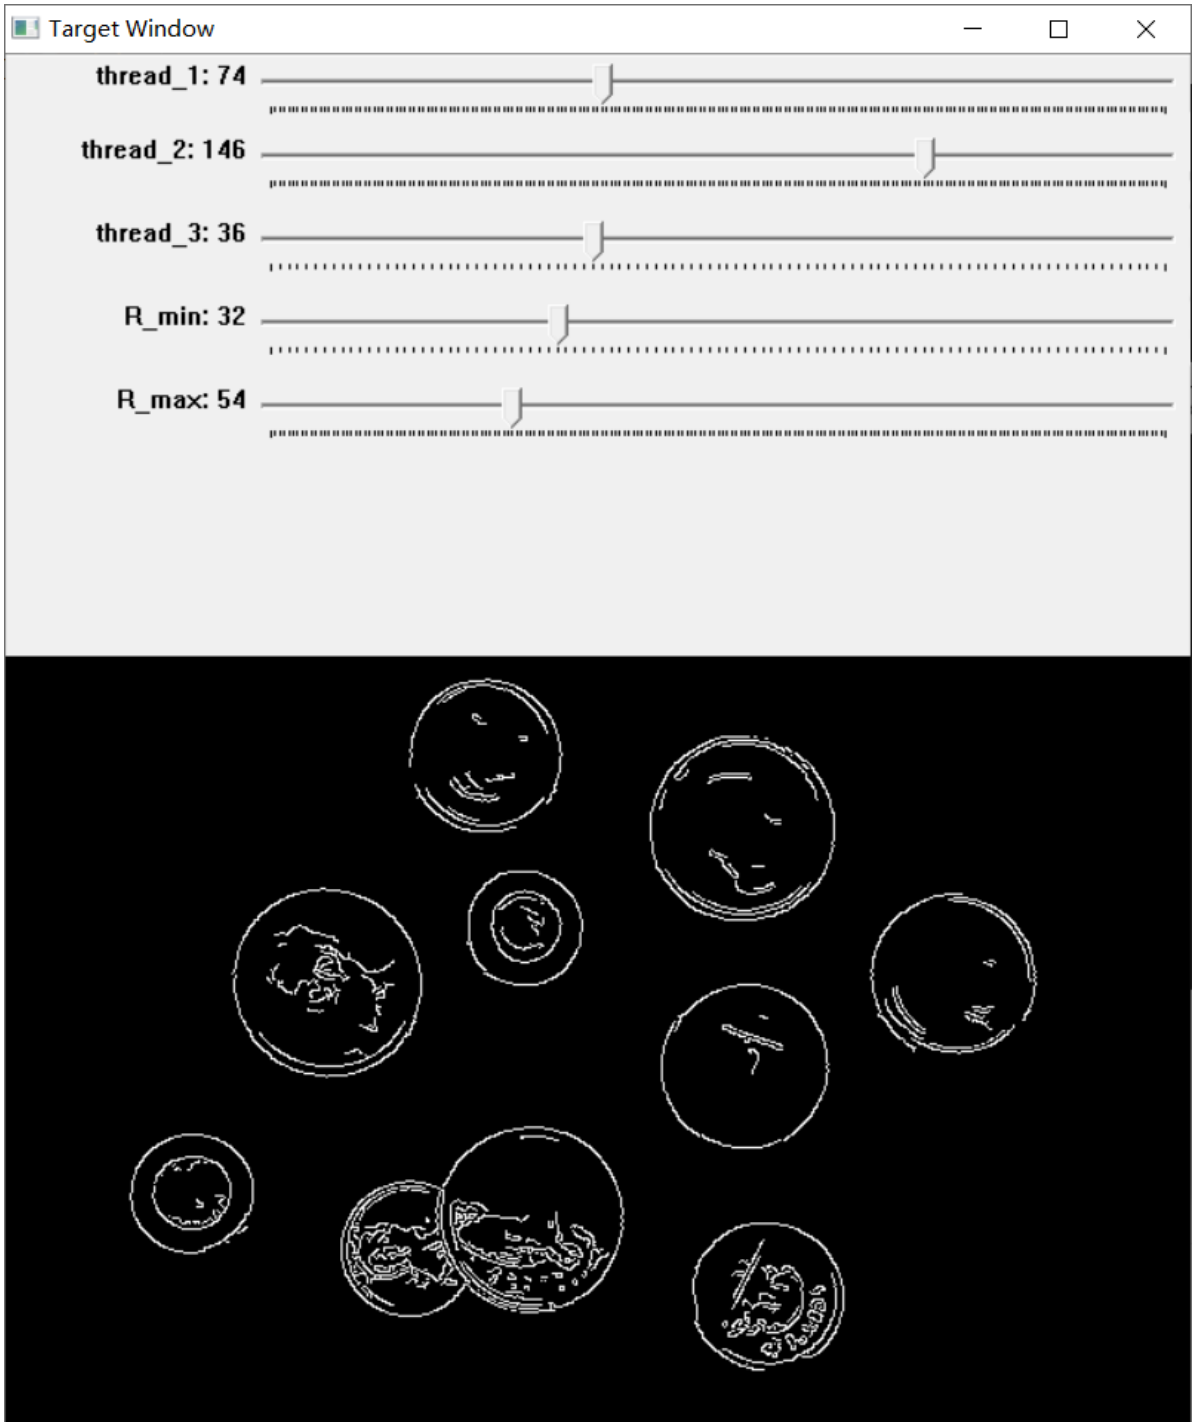 Target Window
thread_1: 74
thread_2: 146
thread_3: 36
R_min: 32
R_max: 54